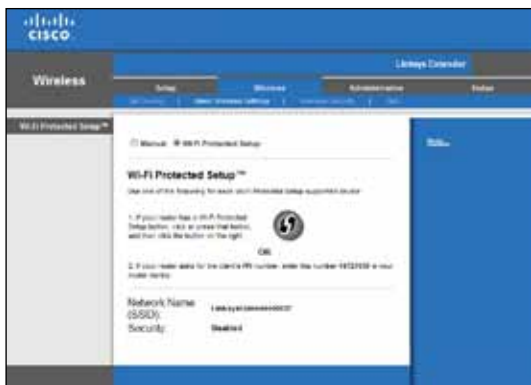 CISCO
Linksys Extender
Wireless
Setup Wireless Administration Status
Basic Wireless Settings
Wi-Fi Protected Setup™
Manual Wi-Fi Protected Setup
Wi-Fi Protected Setup™
Use one of the following for each Wi-Fi Protected Setup supported device:
1. If your router has a Wi-Fi Protected
Setup button, click or press that button,
and then click the button on the right.
OR
2. If your router asks for the client's PIN number, enter this number in your
router device.
Network Name
(SSID):
Security: Disabled